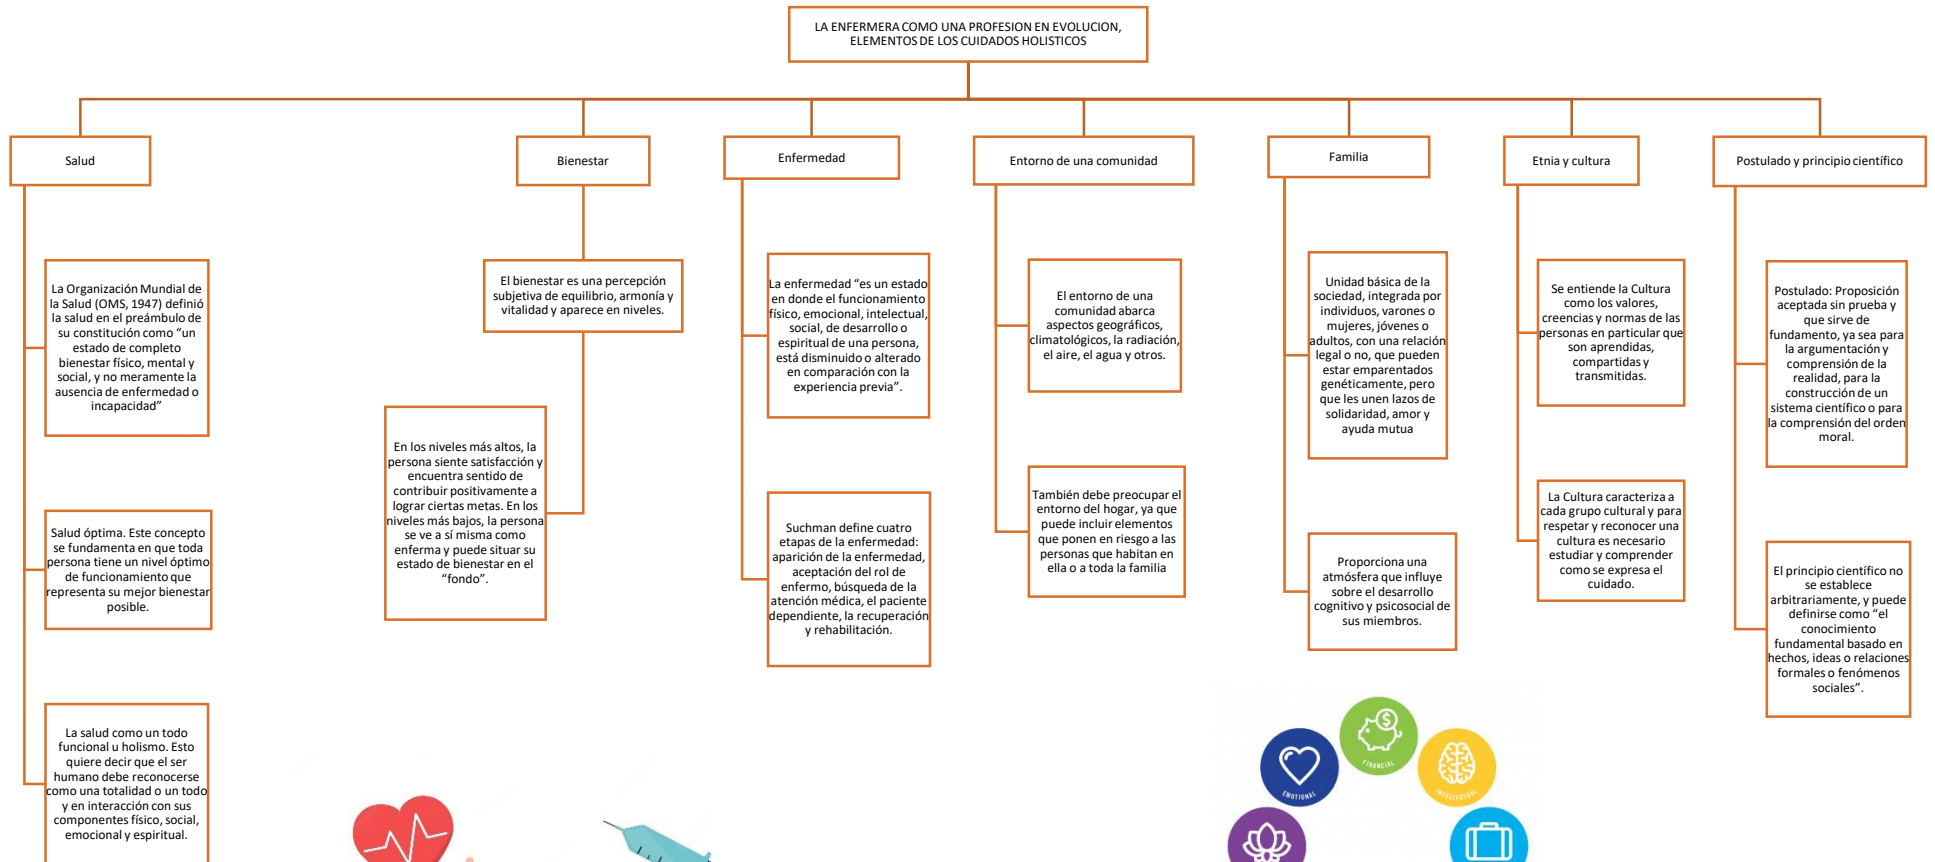 LA ENFERMERA COMO UNA PROFESION EN EVOLUCION,
ELEMENTOS DE LOS CUIDADOS HOLISTICOS
Salud
La Organización Mundial de
la Salud (OMS, 1947) definió
la salud en el preámbulo de
su constitución como “un
estado de completo
bienestar físico, mental y
social, y no meramente la
ausencia de enfermedad o
incapacidad”
Salud óptima. Este concepto
se fundamenta en que toda
persona tiene un nivel óptimo
de funcionamiento que
representa su mejor bienestar
posible.
La salud como un todo
funcional u holismo. Esto
quiere decir que el ser
humano debe reconocerse
como una totalidad o un todo
y en interacción con sus
componentes físico, social,
emocional y espiritual.
Bienestar
El bienestar es una percepción
subjetiva de equilibrio, armonía y
vitalidad y aparece en niveles.
En los niveles más altos, la
persona siente satisfacción y
encuentra sentido de
contribuir positivamente a
lograr ciertas metas. En los
niveles más bajos, la persona
se ve a sí misma como
enferma y puede situar su
estado de bienestar en el
“fondo”.
Enfermedad
La enfermedad “es un estado
en donde el funcionamiento
físico, emocional, intelectual,
social, de desarrollo o
espiritual de una persona,
está disminuido o alterado
en comparación con la
experiencia previa”.
Suchman define cuatro
etapas de la enfermedad:
aparición de la enfermedad,
aceptación del rol de
enfermo, búsqueda de la
atención médica, el paciente
dependiente, la recuperación
y rehabilitación.
Entorno de una comunidad
El entorno de una
comunidad abarca
aspectos geográficos,
climatológicos, la radiación,
el aire, el agua y otros.
También debe preocupar el
entorno del hogar, ya que
puede incluir elementos
que ponen en riesgo a las
personas que habitan en
ella o a toda la familia
Familia
Unidad básica de la
sociedad, integrada por
individuos, varones o
mujeres, jóvenes o
adultos, con una relación
legal o no, que pueden
estar emparentados
genéticamente, pero
que les unen lazos de
solidaridad, amor y
ayuda mutua
Proporciona una
atmósfera que influye
sobre el desarrollo
cognitivo y psicosocial de
sus miembros.
Etnia y cultura
Se entiende la Cultura
como los valores,
creencias y normas de las
personas en particular que
son aprendidas,
compartidas y
transmitidas.
La Cultura caracteriza a
cada grupo cultural y para
respetar y reconocer una
cultura es necesario
estudiar y comprender
como se expresa el
cuidado.
Postulado y principio científico
Postulado: Proposición
aceptada sin prueba y
que sirve de
fundamento, ya sea para
la argumentación y
comprensión de la
realidad, para la
construcción de un
sistema científico o para
la comprensión del orden
moral.
El principio científico no
se establece
arbitrariamente, y puede
definirse como “el
conocimiento
fundamental basado en
hechos, ideas o relaciones
formales o fenómenos
sociales”.
FINANCIAL
EMOTIONAL
INTELLECTUAL